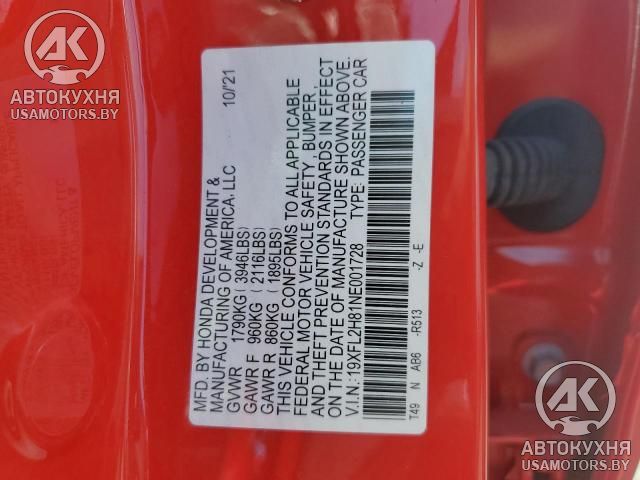 AK
АВТОКУХНЯ
USAMOTORS.BY
MFD. BY HONDA DEVELOPMENT &
MANUFACTURING OF AMERICA, LLC 10/21
GVWR 1790KG ( 3946LBS)
GAWR F 960KG ( 2116LBS)
GAWR R 860KG ( 1895LBS)
THIS VEHICLE CONFORMS TO ALL APPLICABLE
FEDERAL MOTOR VEHICLE SAFETY , BUMPER ,
AND THEFT PREVENTION STANDARDS IN EFFECT
ON THE DATE OF MANUFACTURE SHOWN ABOVE.
V.I.N.: 19XFL2H81NE001728 TYPE: PASSENGER CAR
T49 N AB6 -R513 -Z -E
AK
АВТОКУХНЯ
USAMOTORS.BY